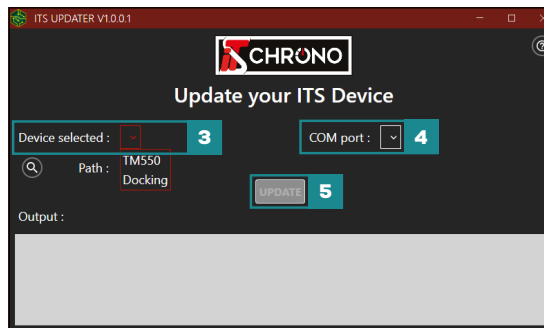 ITS UPDATER V1.0.0.1
iTS CHRONO
Update your ITS Device
Device selected : 3 COM port : 4
Path : TM550
Docking
UPDATE 5
Output :